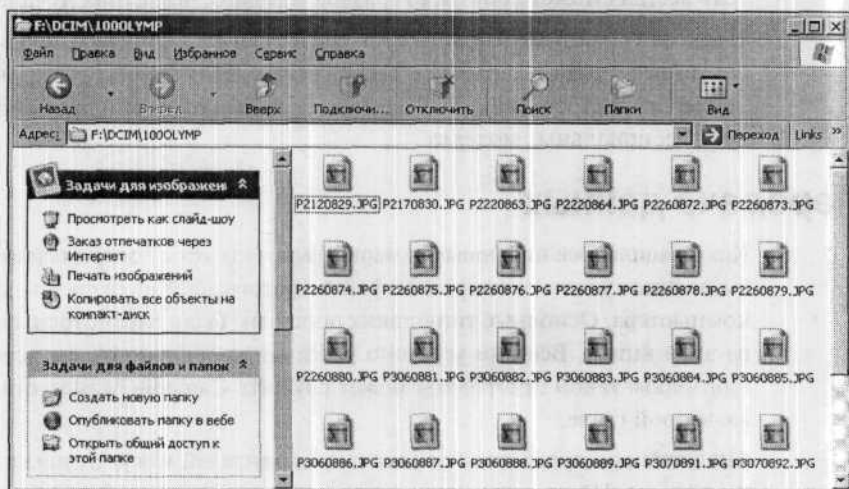 F:\DCIM\100OLYMP
Файл Правка Вид Избранное Сервис Справка
Назад Вперед Вверх Подключи... Отключить Поиск Папки Вид
Адрес: F:\DCIM\100OLYMP Переход Links »
Задачи для изображен
Просмотреть как слайд-шоу
Заказ отпечатков через
Интернет
Печать изображений
Копировать все объекты на
компакт-диск
Задачи для файлов и папок
Создать новую папку
Опубликовать папку в вебе
Открыть общий доступ к
этой папке
P2120829.JPG P2170830.JPG P2220863.JPG P2220864.JPG P2260872.JPG P2260873.JPG
P2260874.JPG P2260875.JPG P2260876.JPG P2260877.JPG P2260878.JPG P2260879.JPG
P2260880.JPG P3060881.JPG P3060882.JPG P3060883.JPG P3060884.JPG P3060885.JPG
P3060886.JPG P3060887.JPG P3060888.JPG P3060889.JPG P3070891.JPG P3070892.JPG